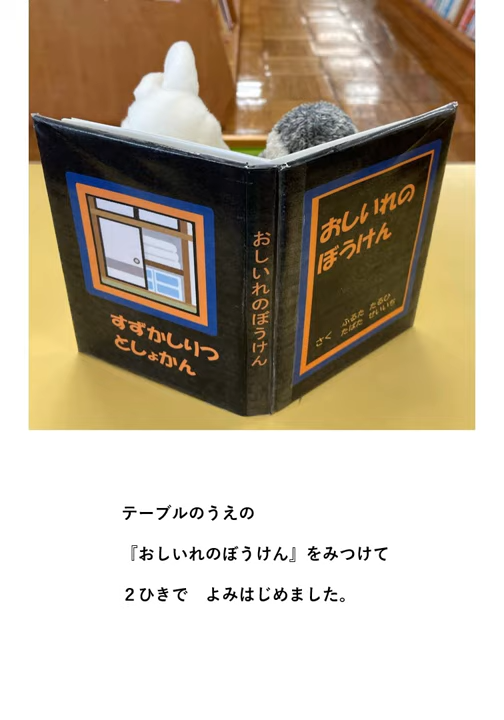 おしいれの
ぼうけん
さく　ふるた　たるひ
たばた　せいいち
おしいれのぼうけん
すずかしりつ
としょかん
テーブルのうえの
『おしいれのぼうけん』をみつけて
２ひきで　よみはじめました。